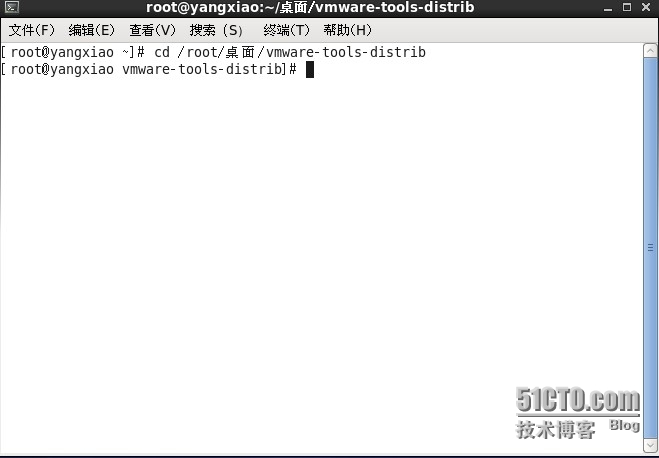 root@yangxiao:~/桌面/vmware-tools-distrib
文件(F) 编辑(E) 查看(V) 搜索 (S) 终端(T) 帮助(H)
[root@yangxiao ~]# cd /root/桌面/vmware-tools-distrib
[root@yangxiao vmware-tools-distrib]#
51CTO.com
技术博客 Blog